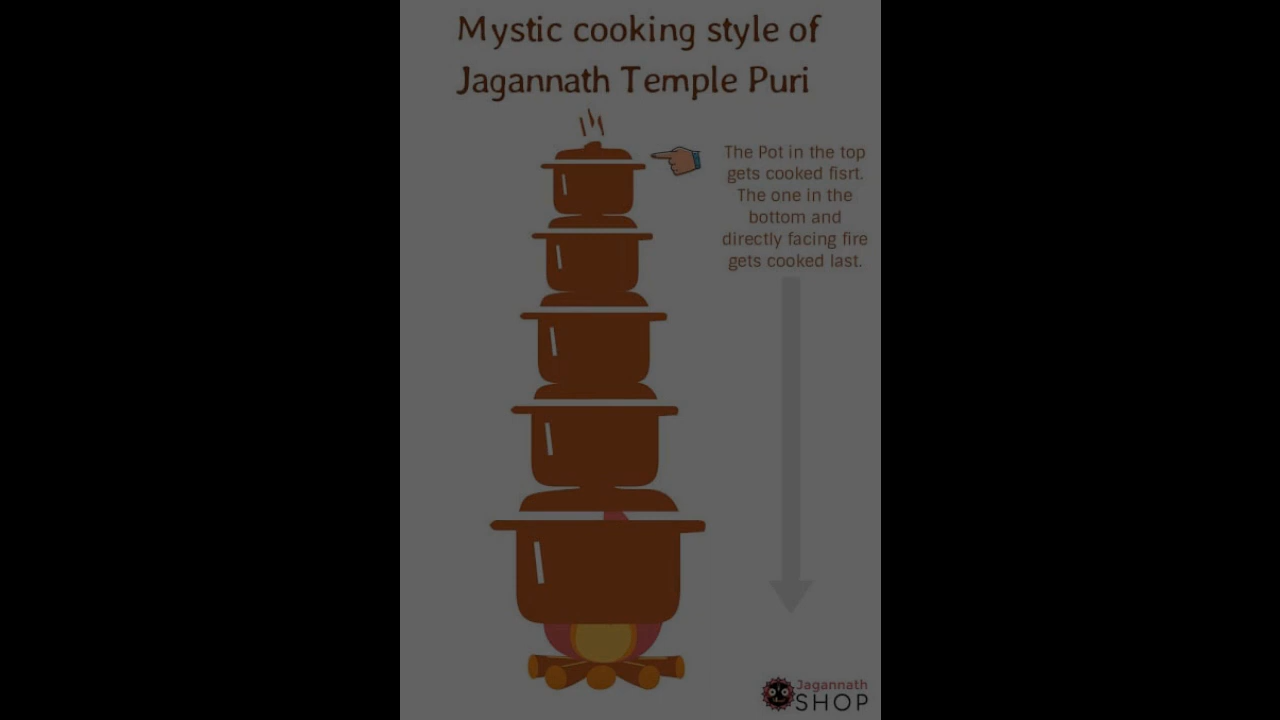 Mystic cooking style of
Jagannath Temple Puri
The Pot in the top
gets cooked fisrt.
The one in the
bottom and
directly facing fire
gets cooked last.
Jagannath
SHOP